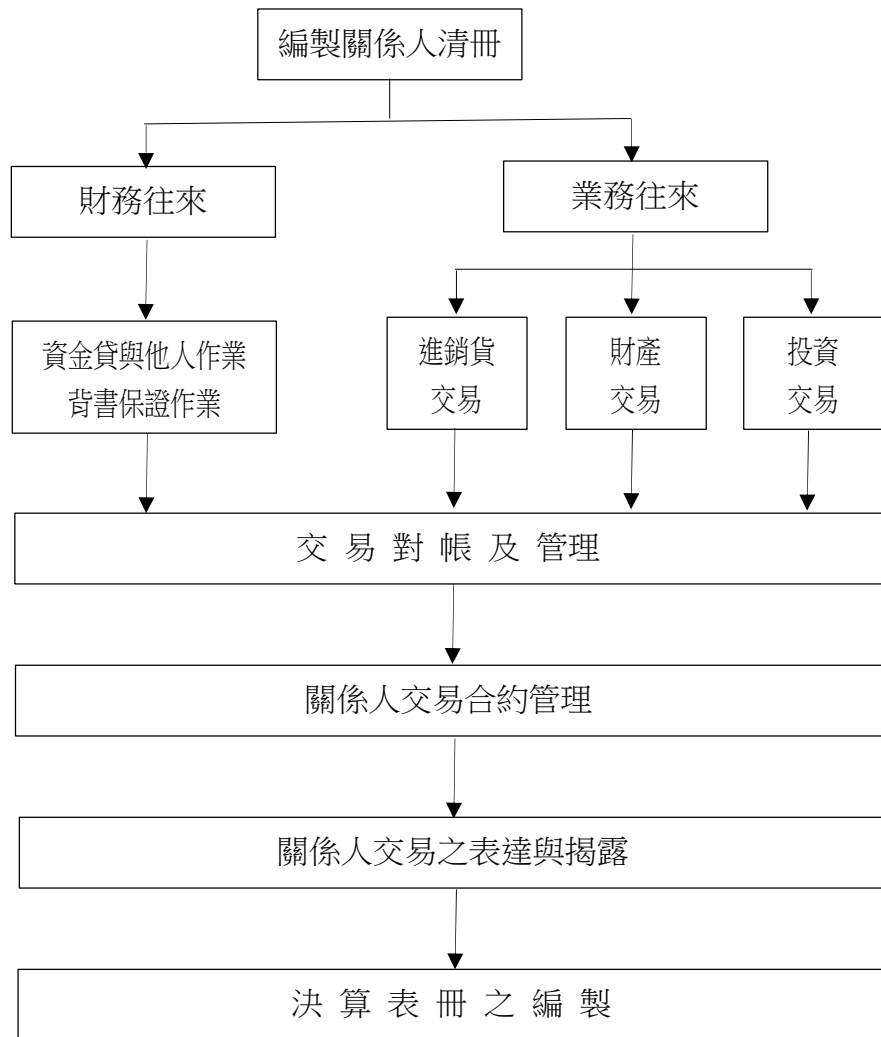 編製關係人清冊
財務往來
業務往來
資金貸與他人作業
背書保證作業
進銷貨
交易
財產
交易
投資
交易
交 易 對 帳 及 管理
關係人交易合約管理
關係人交易之表達與揭露
決 算 表 冊 之 編 製